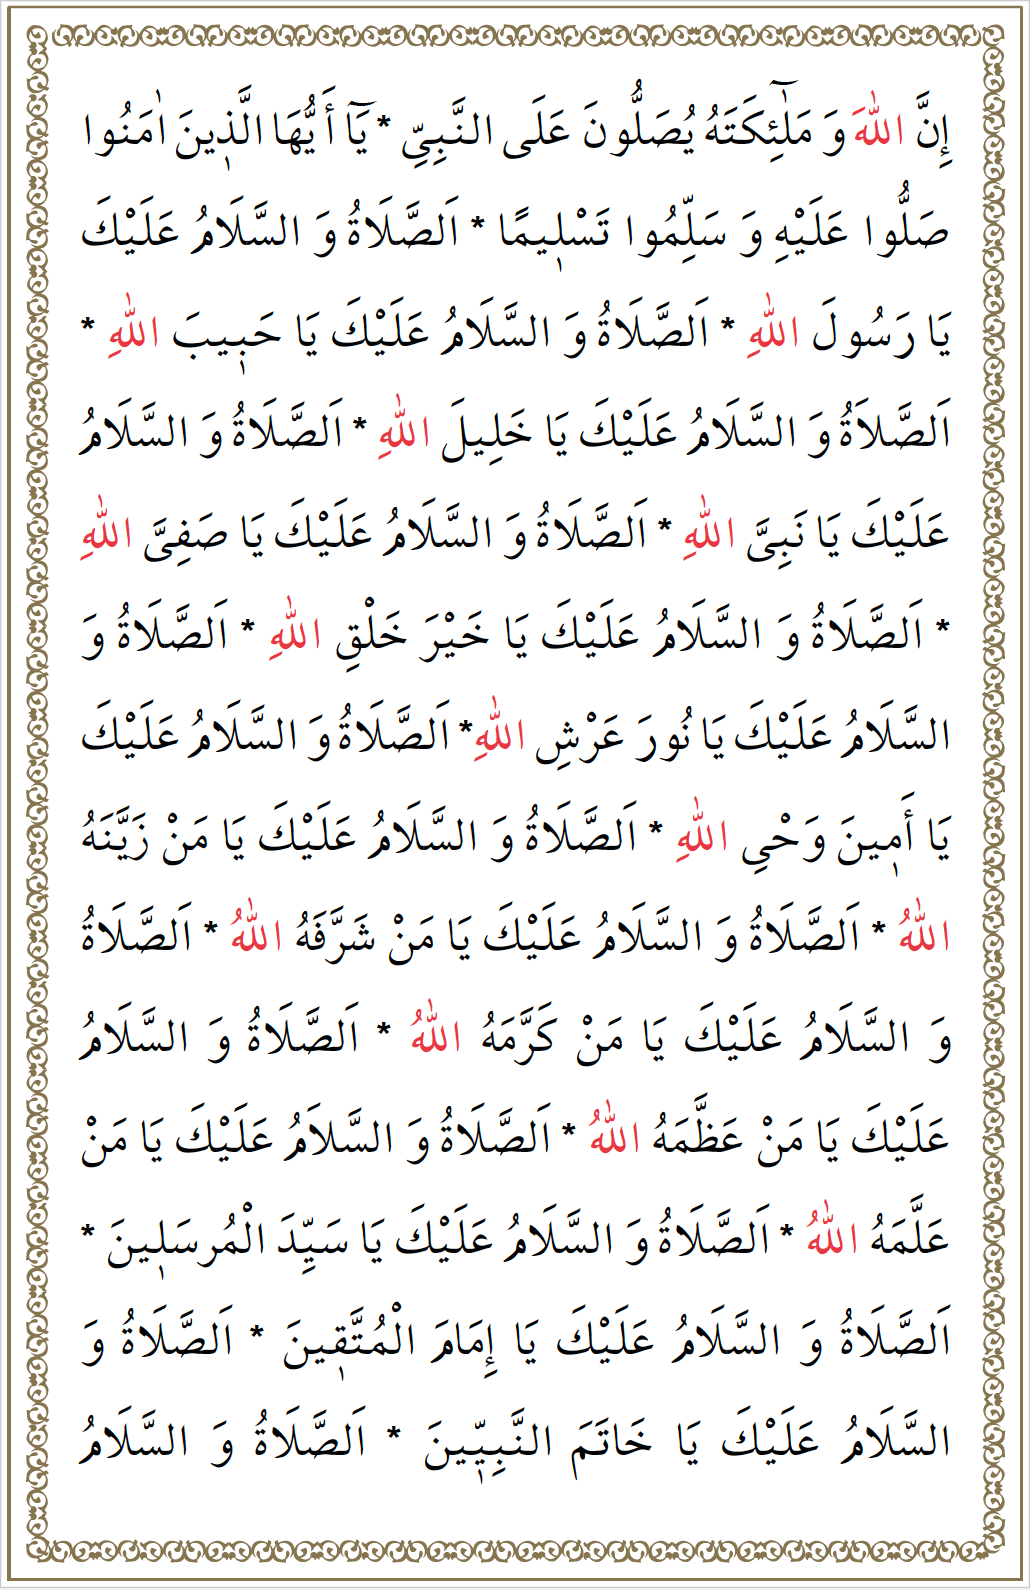 إِنَّ اللّٰهَ وَ مَلٰٓئِكَتَهُ يُصَلُّونَ عَلَى النَّبِىِّ * يَٓا أَيُّهَا الَّذٖينَ اٰمَنُوا
صَلُّوا عَلَيْهِ وَ سَلِّمُوا تَسْلٖيمًا * اَلصَّلَاةُ وَ السَّلَامُ عَلَيْكَ
يَا رَسُولَ اللّٰهِ * اَلصَّلَاةُ وَ السَّلَامُ عَلَيْكَ يَا حَبٖيبَ اللّٰهِ *
اَلصَّلَاةُ وَ السَّلَامُ عَلَيْكَ يَا خَلِيلَ اللّٰهِ * اَلصَّلَاةُ وَ السَّلَامُ
عَلَيْكَ يَا نَبِىَّ اللّٰهِ * اَلصَّلَاةُ وَ السَّلَامُ عَلَيْكَ يَا صَفِىَّ اللّٰهِ
* اَلصَّلَاةُ وَ السَّلَامُ عَلَيْكَ يَا خَيْرَ خَلْقِ اللّٰهِ * اَلصَّلَاةُ وَ
السَّلَامُ عَلَيْكَ يَا نُورَ عَرْشِ اللّٰهِ* اَلصَّلَاةُ وَ السَّلَامُ عَلَيْكَ
يَا أَمٖينَ وَحْىِ اللّٰهِ * اَلصَّلَاةُ وَ السَّلَامُ عَلَيْكَ يَا مَنْ زَيَّنَهُ
اللّٰهُ * اَلصَّلَاةُ وَ السَّلَامُ عَلَيْكَ يَا مَنْ شَرَّفَهُ اللّٰهُ * اَلصَّلَاةُ
وَ السَّلَامُ عَلَيْكَ يَا مَنْ كَرَّمَهُ اللّٰهُ * اَلصَّلَاةُ وَ السَّلَامُ
عَلَيْكَ يَا مَنْ عَظَّمَهُ اللّٰهُ * اَلصَّلَاةُ وَ السَّلَامُ عَلَيْكَ يَا مَنْ
عَلَّمَهُ اللّٰهُ * اَلصَّلَاةُ وَ السَّلَامُ عَلَيْكَ يَا سَيِّدَ الْمُرسَلٖينَ *
اَلصَّلَاةُ وَ السَّلَامُ عَلَيْكَ يَا إِمَامَ الْمُتَّقٖينَ * اَلصَّلَاةُ وَ
السَّلَامُ عَلَيْكَ يَا خَاتَمَ النَّبِيّٖينَ * اَلصَّلَاةُ وَ السَّلَامُ